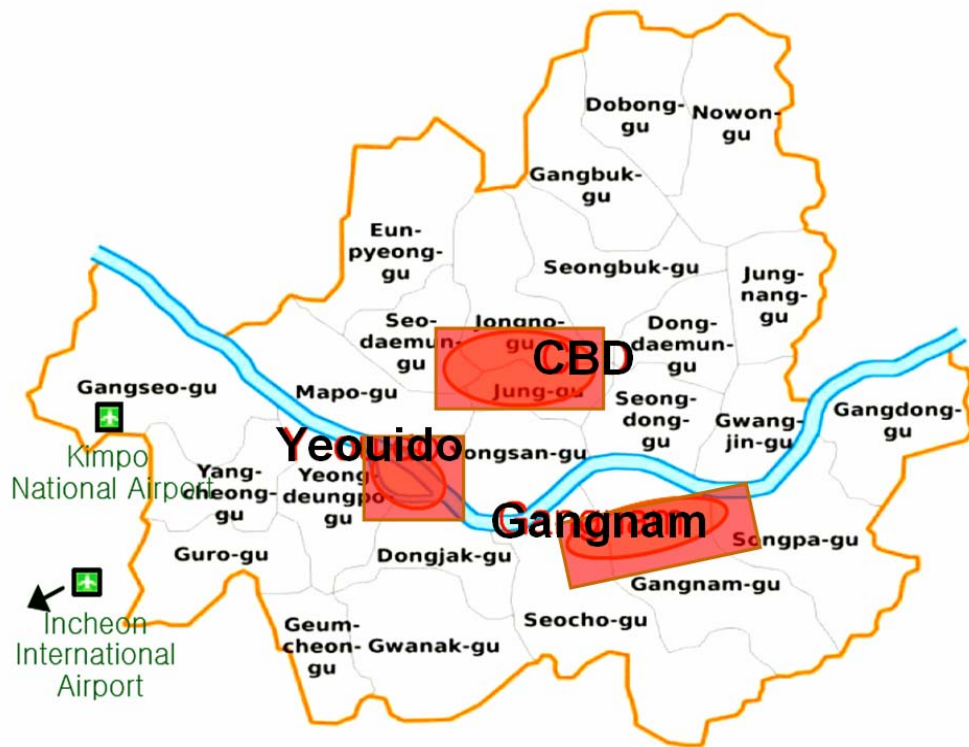 Dobong-
gu
Nowon-
gu
Gangbuk-
gu
Eun-
pyeong-
gu
Seongbuk-gu
Jung-
nang-
gu
Seo-
daemun-
gu
Jongno-
gu
CBD
Dong-
daemun-
gu
Gangseo-gu
Mapo-gu
Jung-gu
Seong-
dong-
gu
Gwang-
jin-gu
Gangdong-
gu
Yeouido
ongsan-gu
Kimpo
National Airport
Yang-
cheong-
gu
Yeong-
deungpo-
gu
Gangnam
Songpa-gu
Guro-gu
Dongjak-gu
Gangnam-gu
Seocho-gu
Incheon
International
Airport
Geum-
cheon-
gu
Gwanak-gu